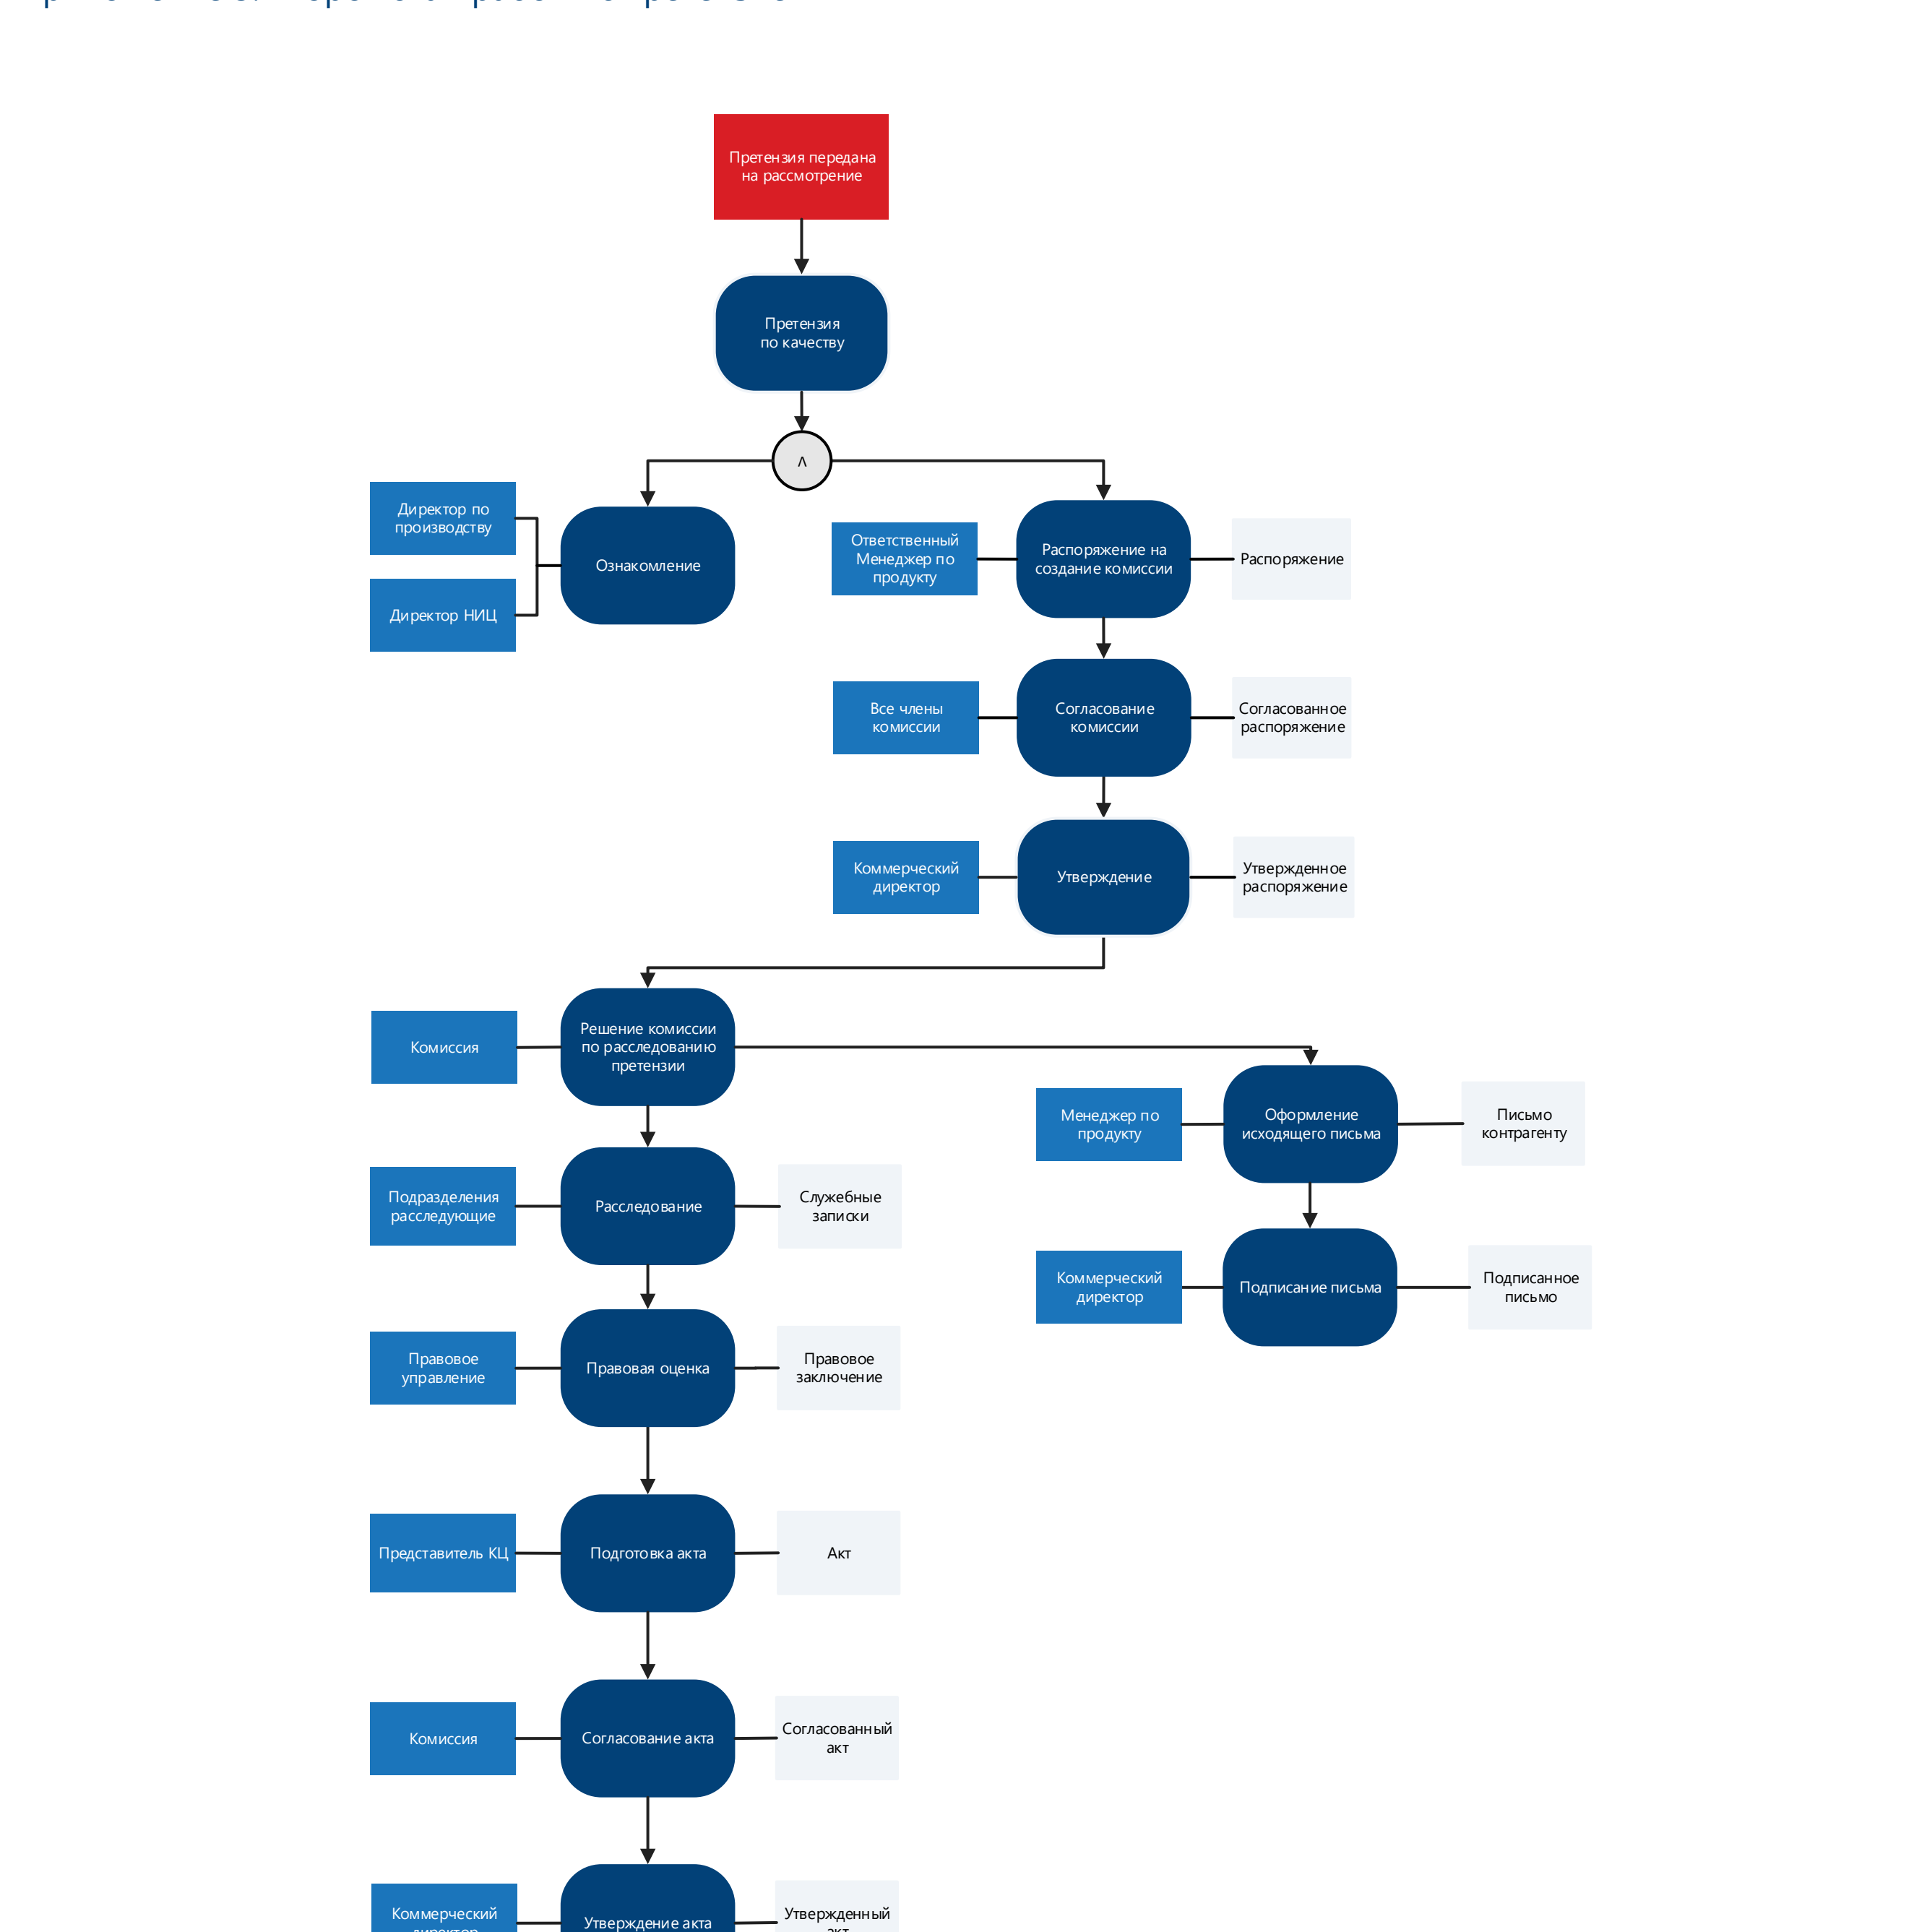 Претензия передана
на рассмотрение
Претензия
по качеству
Λ
Директор по
производству
Директор НИЦ
Ознакомление
Ответственный
Менеджер по
продукту
Распоряжение на
создание комиссии
Распоряжение
Все члены
комиссии
Согласование
комиссии
Согласованное
распоряжение
Коммерческий
директор
Утверждение
Утвержденное
распоряжение
Комиссия
Решение комиссии
по расследованию
претензии
Менеджер по
продукту
Оформление
исходящего письма
Письмо
контрагенту
Подразделения
расследующие
Расследование
Служебные
записки
Коммерческий
директор
Подписание письма
Подписанное
письмо
Правовое
управление
Правовая оценка
Правовое
заключение
Представитель КЦ
Подготовка акта
Акт
Комиссия
Согласование акта
Согласованный
акт
Коммерческий
директор
Утверждение акта
Утвержденный
акт